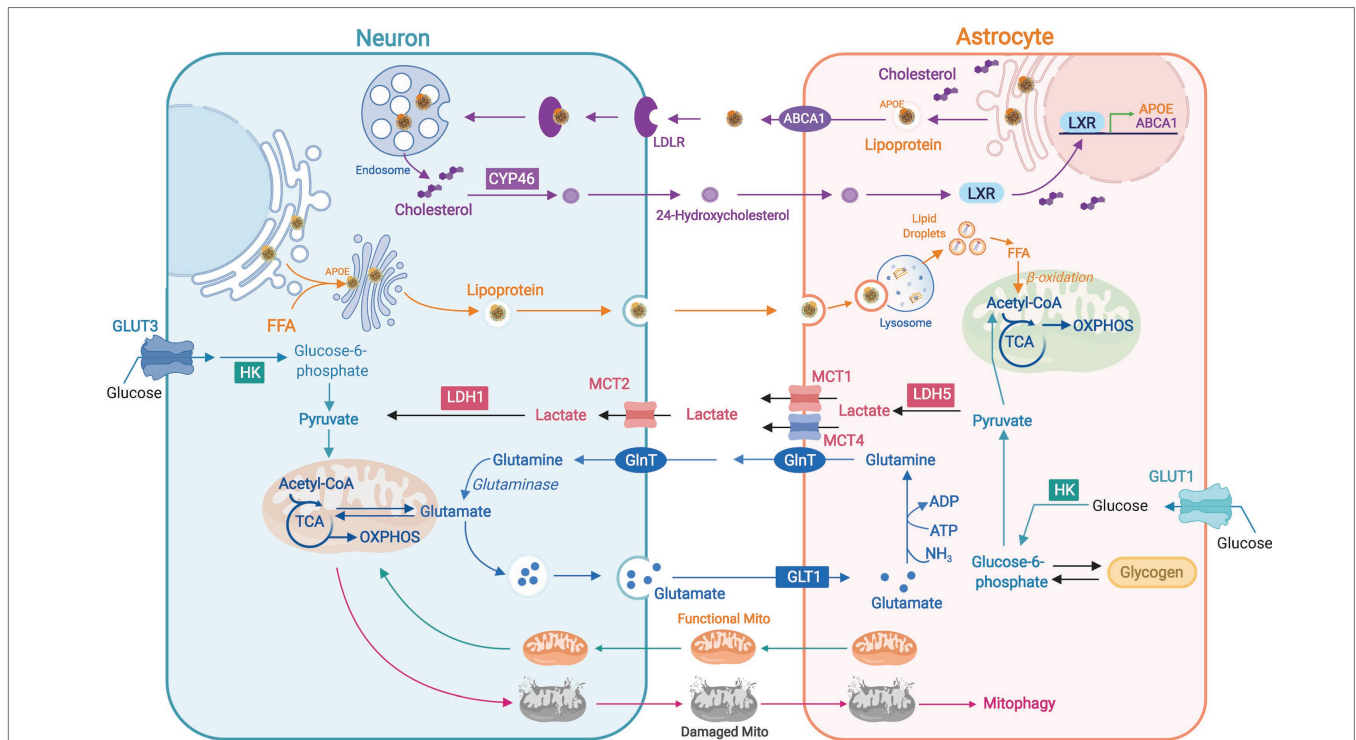 Neuron
Astrocyte
Cholesterol
APOE
ABCA1
LXR
APOE
ABCA1
Lipoprotein
LDLR
Endosome
CYP46
Cholesterol
24-Hydroxycholesterol
LXR
Lipid
Droplets
FFA
β-oxidation
APOE
FFA
Lipoprotein
Lysosome
Acetyl-CoA
TCA
OXPHOS
GLUT3
Glucose
HK
Glucose-6-
phosphate
Pyruvate
LDH1
Lactate
MCT2
Lactate
MCT1
Lactate
MCT4
LDH5
Pyruvate
Glutamine
GlnT
GlnT
Glutamine
Glutaminase
Acetyl-CoA
TCA
OXPHOS
Glutamate
ADP
ATP
NH₃
HK
Glucose
GLUT1
Glucose
Glucose-6-
phosphate
Glycogen
Glutamate
GLT1
Glutamate
Functional Mito
Damaged Mito
Mitophagy